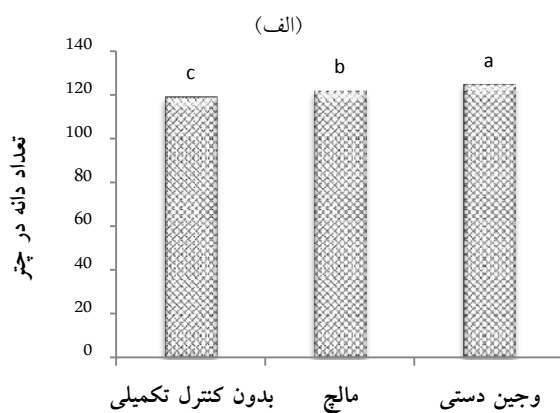 (الف)
تعداد دانه در چتر
140
120
100
80
60
40
20
0
c b a
بدون کنترل تکمیلی مالچ وجین دستی